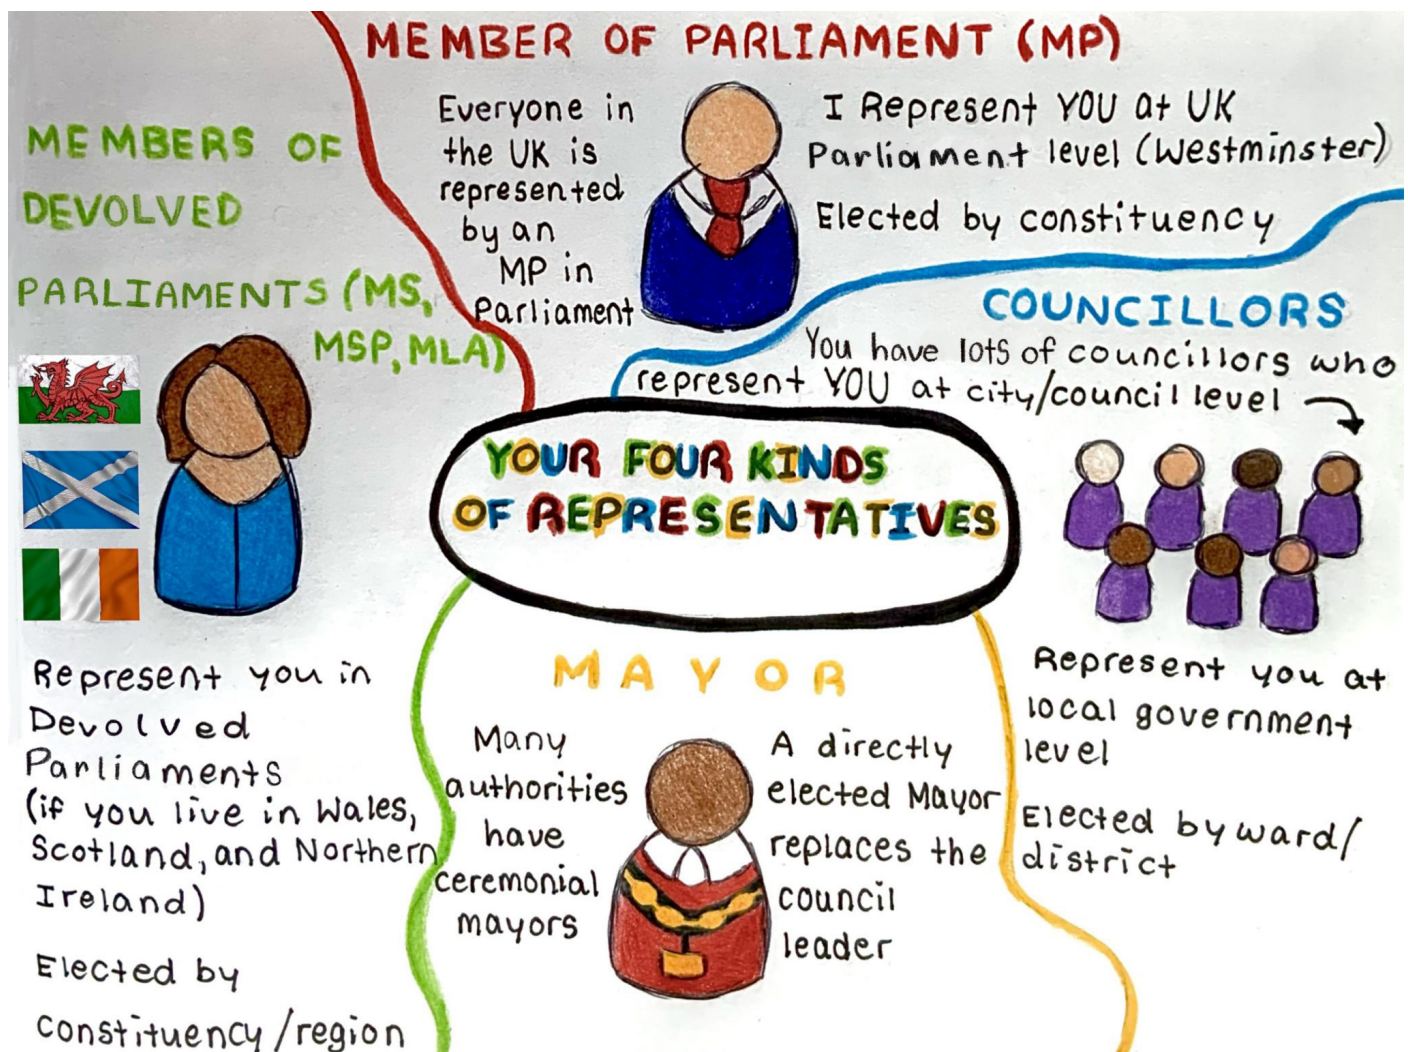 MEMBER OF PARLIAMENT (MP)
Everyone in
the UK is
represented
by an
MP in
Parliament
I Represent YOU at UK
Parliament level (Westminster)
Elected by constituency
MEMBERS OF
DEVOLVED
PARLIAMENTS (MS,
MSP, MLA)
Represent you in
Devolved
Parliaments
(if you live in Wales,
Scotland, and Northern
Ireland)
Elected by
constituency/region
YOUR FOUR KINDS
OF REPRESENTATIVES
COUNCILLORS
You have lots of councillors who
represent YOU at city/council level
Represent you at
local government
level
Elected by ward/
district
MAYOR
Many
authorities
have
ceremonial
mayors
A directly
elected Mayor
replaces the
council
leader